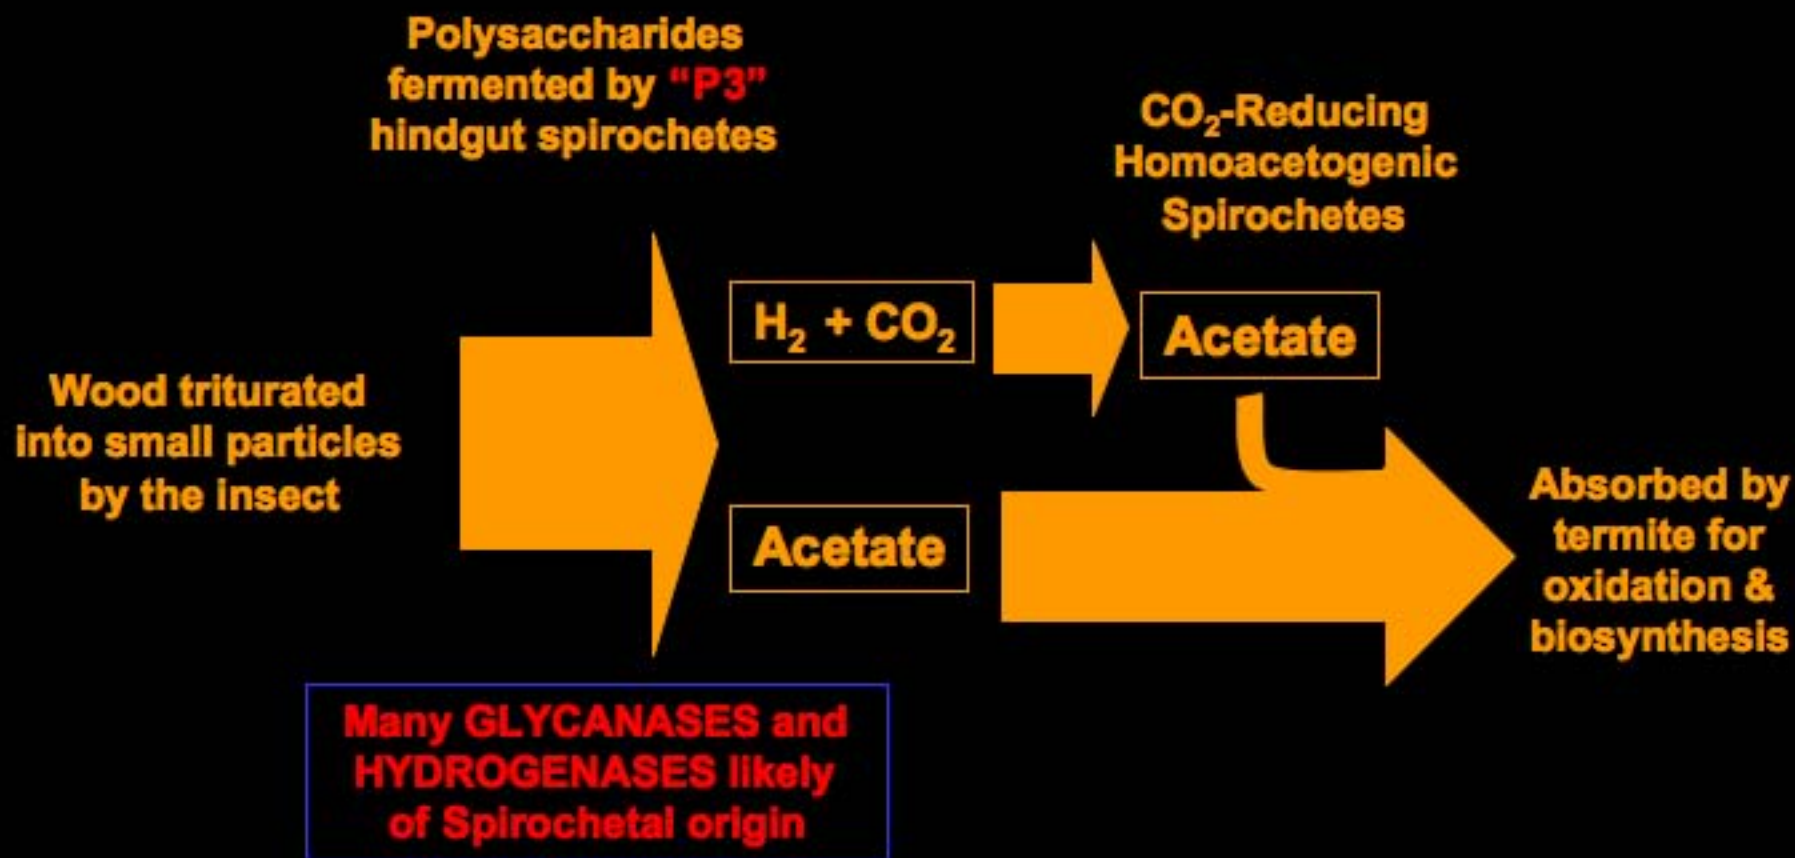 Polysaccharides
fermented by “P3”
hindgut spirochetes
CO₂-Reducing
Homoacetogenic
Spirochetes
H₂ + CO₂
Acetate
Wood triturated
into small particles
by the insect
Acetate
Absorbed by
termite for
oxidation &
biosynthesis
Many GLYCANASES and
HYDROGENASES likely
of Spirochetal origin